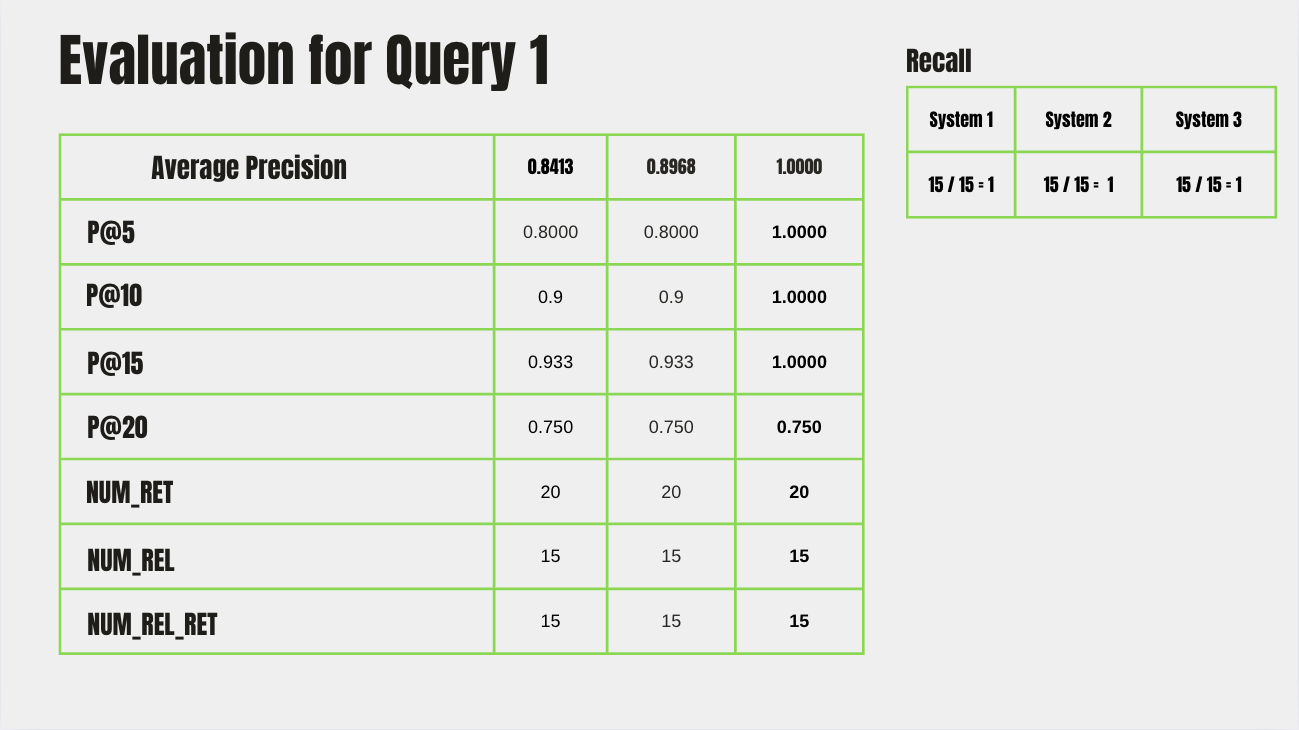 Evaluation for Query 1
Average Precision 0.8413 0.8968 1.0000
P@5 0.8000 0.8000 1.0000
P@10 0.9 0.9 1.0000
P@15 0.933 0.933 1.0000
P@20 0.750 0.750 0.750
NUM_RET 20 20 20
NUM_REL 15 15 15
NUM_REL_RET 15 15 15
Recall
System 1 System 2 System 3
15 / 15 = 1 15 / 15 = 1 15 / 15 = 1